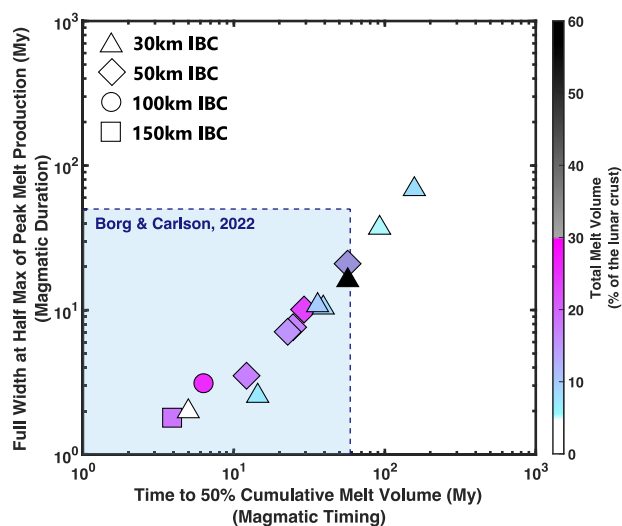 10³
10²
10¹
10⁰
Full Width at Half Max of Peak Melt Production (My)
(Magmatic Duration)
30km IBC
50km IBC
100km IBC
150km IBC
Borg & Carlson, 2022
10⁰ 10¹ 10² 10³
Time to 50% Cumulative Melt Volume (My)
(Magmatic Timing)
60
50
40
30
20
10
0
Total Melt Volume
(% of the lunar crust)